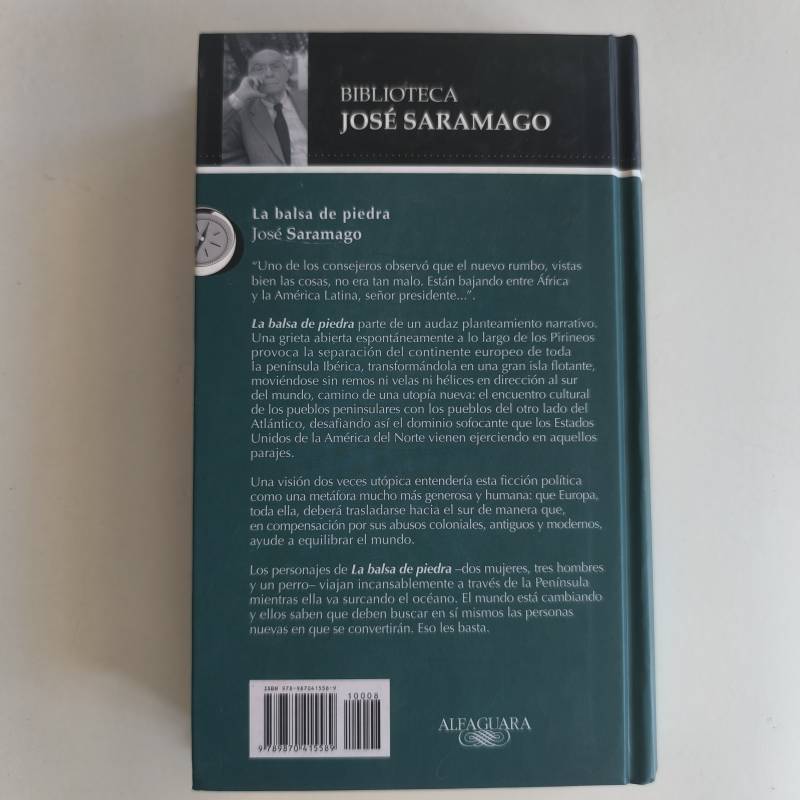 BIBLIOTECA
JOSÉ SARAMAGO
La balsa de piedra
José Saramago
“Uno de los consejeros observó que el nuevo rumbo, vistas
bien las cosas, no era tan malo. Están bajando entre África
y la América Latina, señor presidente...”.
La balsa de piedra parte de un audaz planteamiento narrativo.
Una grieta abierta espontáneamente a lo largo de los Pirineos
provoca la separación del continente europeo de toda
la península Ibérica, transformándola en una gran isla flotante,
moviéndose sin remos ni velas ni hélices en dirección al sur
del mundo, camino de una utopía nueva: el encuentro cultural
de los pueblos peninsulares con los pueblos del otro lado del
Atlántico, desafiando así el dominio sofocante que los Estados
Unidos de la América del Norte vienen ejerciendo en aquellos
parajes.
Una visión dos veces utópica entendería esta ficción política
como una metáfora mucho más generosa y humana: que Europa,
toda ella, deberá trasladarse hacia el sur de manera que,
en compensación por sus abusos coloniales, antiguos y modernos,
ayude a equilibrar el mundo.
Los personajes de La balsa de piedra –dos mujeres, tres hombres
y un perro– viajan incansablemente a través de la Península
mientras ella va surcando el océano. El mundo está cambiando
y ellos saben que deben buscar en sí mismos las personas
nuevas en que se convertirán. Eso les basta.
ISBN 978-987041558-9
10008
9 789870 415589
ALFAGUARA